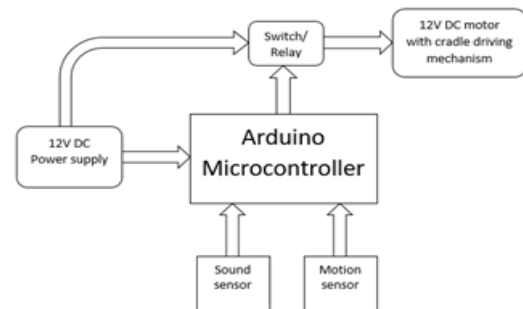 Switch/
Relay
12V DC motor
with cradle driving
mechanism
12V DC
Power supply
Arduino
Microcontroller
Sound
sensor
Motion
sensor